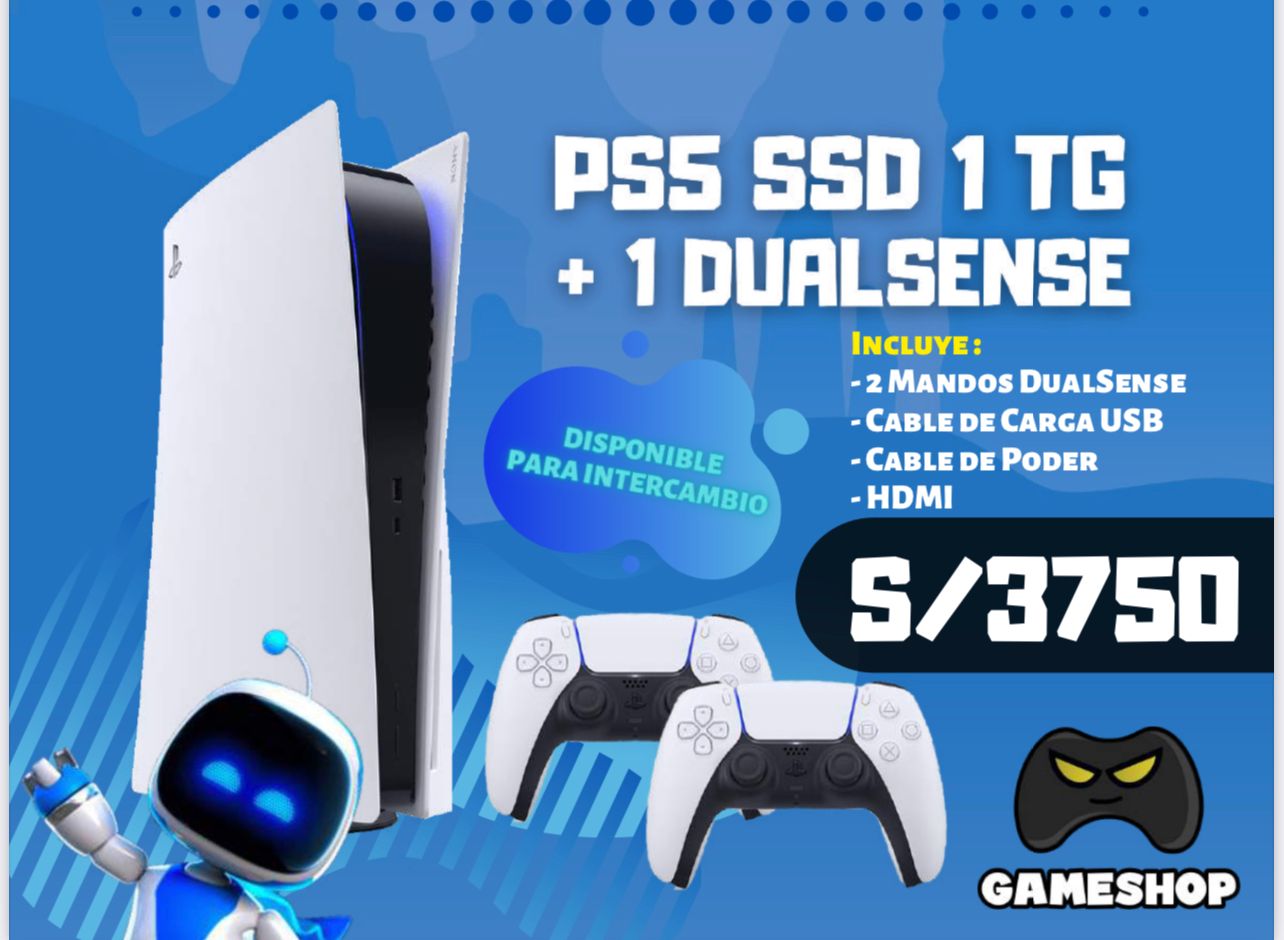 PS5 SSD 1 TG
+ 1 DUALSENSE
INCLUYE:
- 2 MANDOS DUALSENSE
- CABLE DE CARGA USB
- CABLE DE PODER
- HDMI
DISPONIBLE
PARA INTERCAMBIO
S/3750
GAMESHOP
SONY